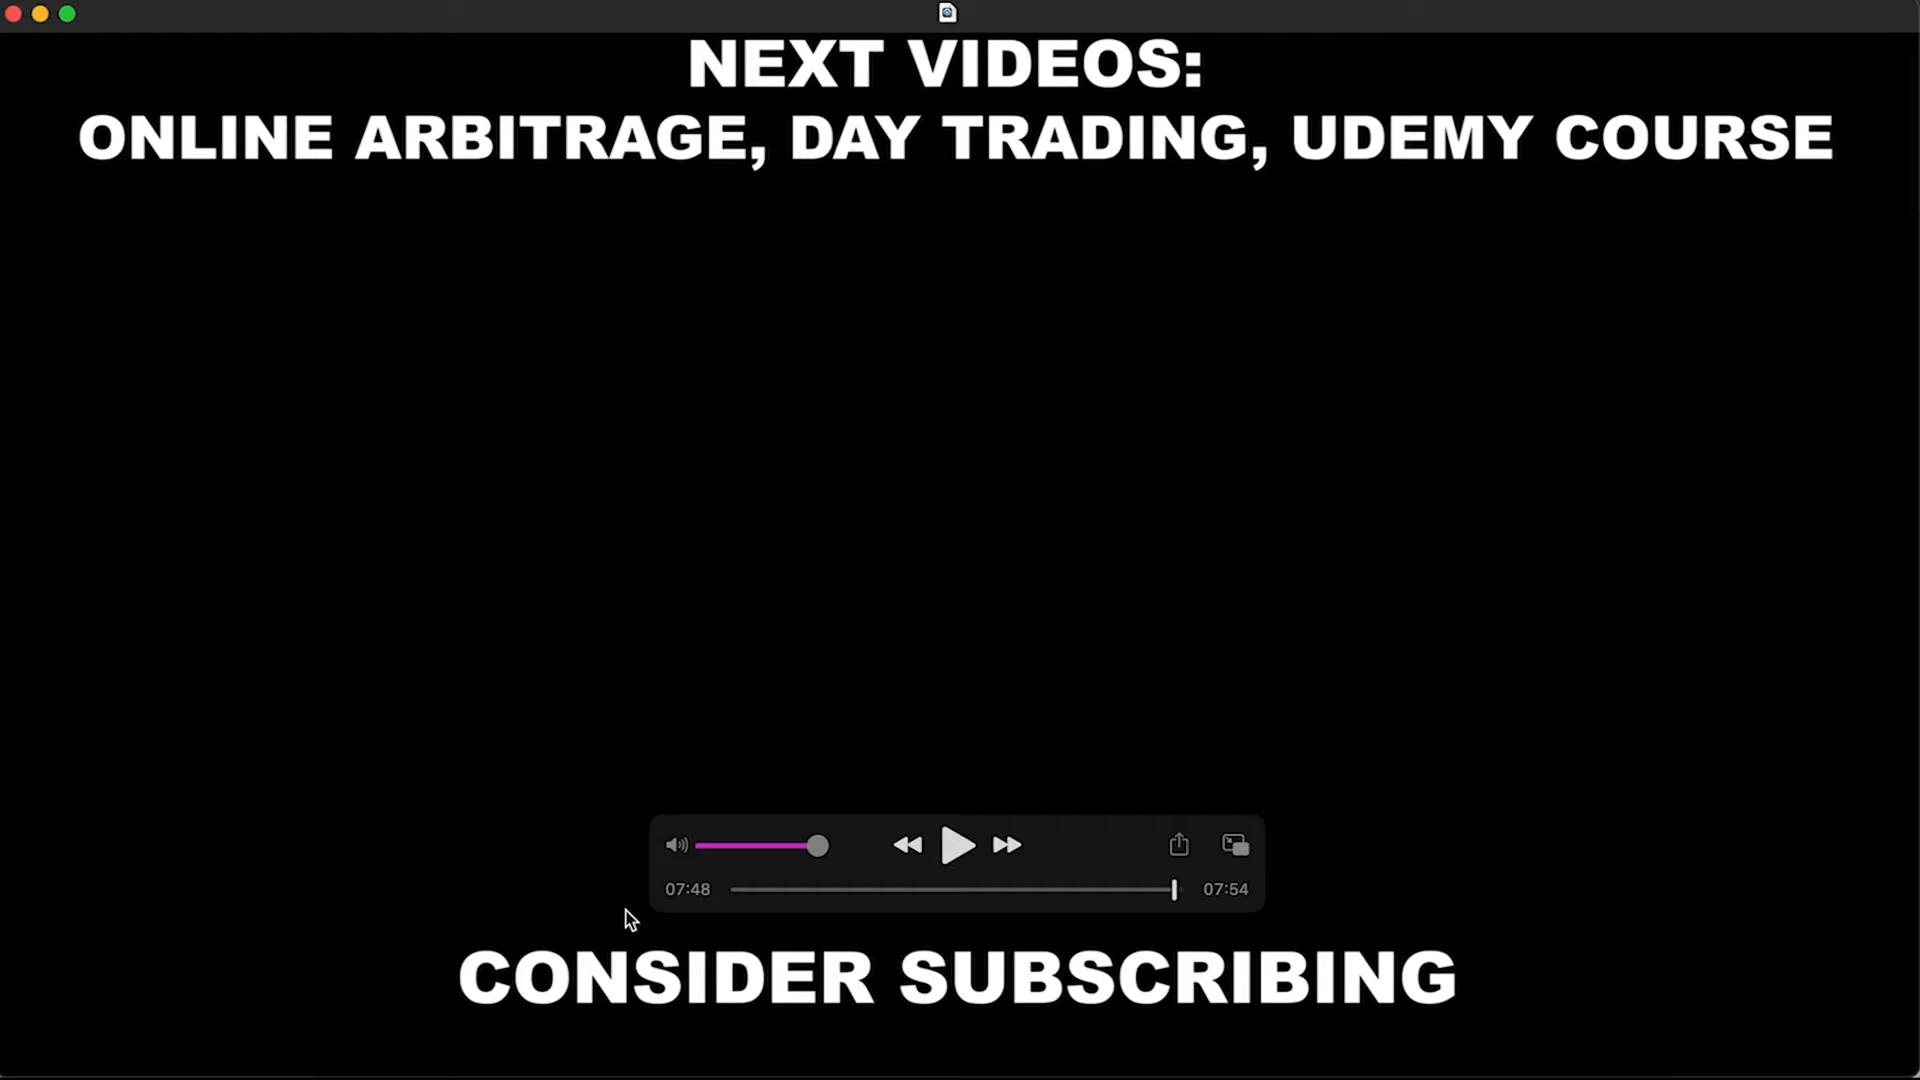 NEXT VIDEOS:
ONLINE ARBITRAGE, DAY TRADING, UDEMY COURSE
07:48
07:54
CONSIDER SUBSCRIBING